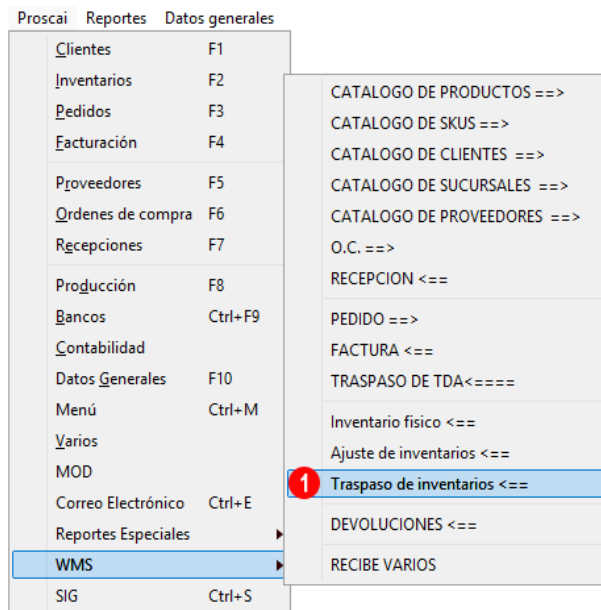 Proscai Reportes Datos generales
Clientes F1
Inventarios F2
Pedidos F3
Facturación F4
Proveedores F5
Ordenes de compra F6
Recepciones F7
Producción F8
Bancos Ctrl+F9
Contabilidad
Datos Generales F10
Menú Ctrl+M
Varios
MOD
Correo Electrónico Ctrl+E
Reportes Especiales
WMS
SIG Ctrl+S
CATALOGO DE PRODUCTOS ==>
CATALOGO DE SKUS ==>
CATALOGO DE CLIENTES ==>
CATALOGO DE SUCURSALES ==>
CATALOGO DE PROVEEDORES ==>
O.C. ==>
RECEPCION <==
PEDIDO ==>
FACTURA <==
TRASPASO DE TDA<====
Inventario fisico <==
Ajuste de inventarios <==
1 Traspaso de inventarios <==
DEVOLUCIONES <==
RECIBE VARIOS